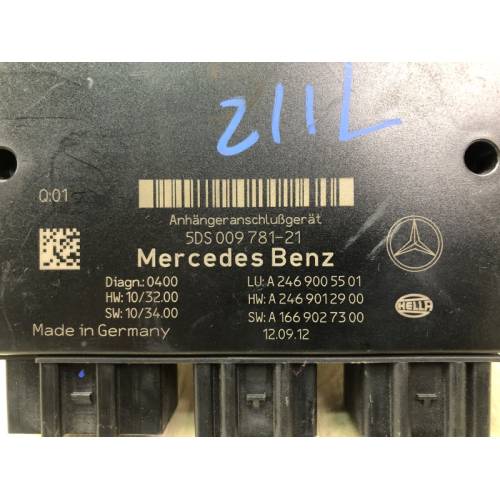 211L
Q:01
Anhängeranschlußgerät
5DS 009 781-21
Mercedes Benz
Diagn.: 0400 LU: A 246 900 55 01
HW: 10/32.00 HW: A 246 901 29 00
SW: 10/34.00 SW: A 166 902 73 00
HELLA
Made in Germany 12.09.12